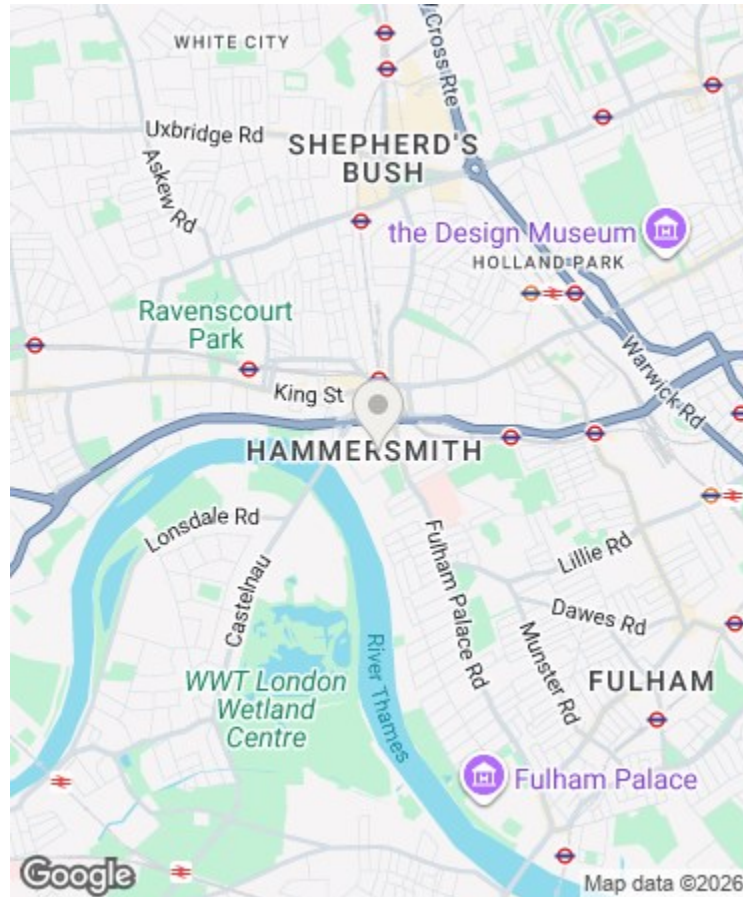 WHITE CITY
Cross Rte
Uxbridge Rd
SHEPHERD'S
BUSH
Askew Rd
the Design Museum
HOLLAND PARK
Ravenscourt
Park
Warwick Rd
King St
HAMMERSMITH
Lonsdale Rd
Fulham Palace Rd
Lillie Rd
Castelnau
Dawes Rd
Munster Rd
River Thames
WWT London
Wetland
Centre
FULHAM
Fulham Palace
Google
Map data ©2026